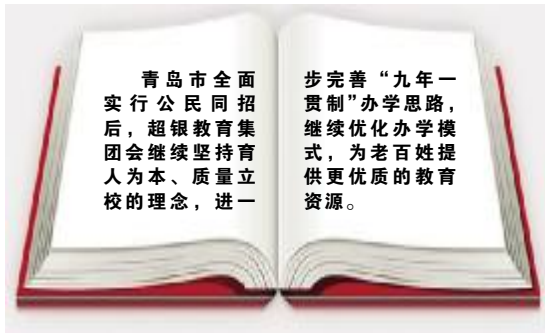 青岛市全面
实行公民同招
后，超银教育集
团会继续坚持育
人为本、质量立
校的理念，进一
步完善“九年一
贯制”办学思路，
继续优化办学模
式，为老百姓提
供更优质的教育
资源。